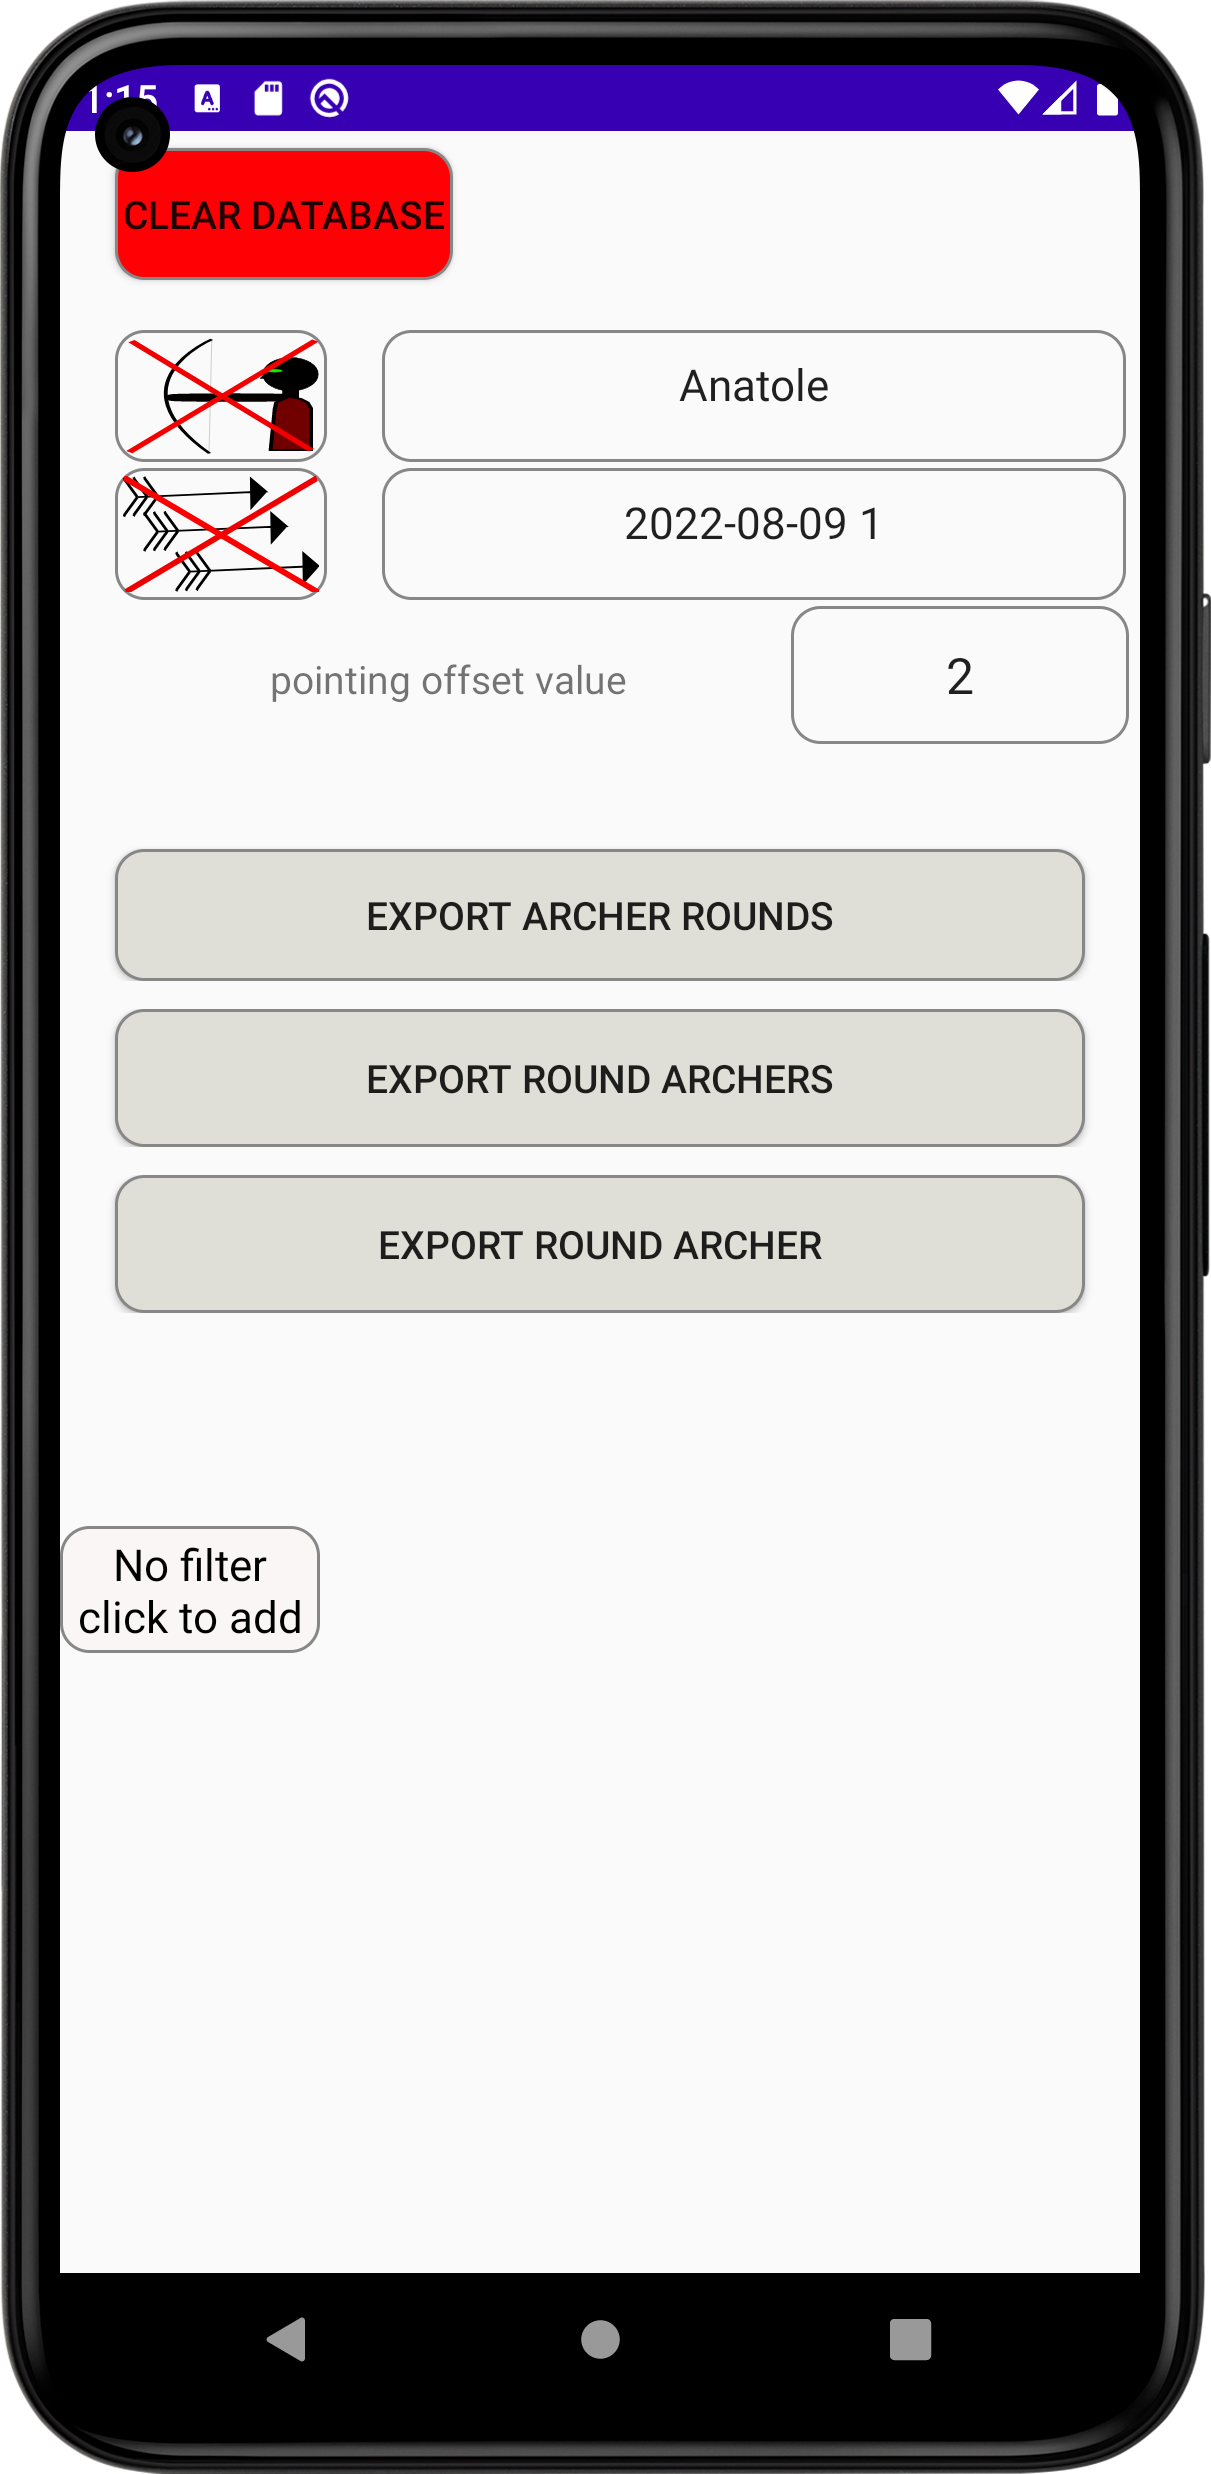 1:15
CLEAR DATABASE
Anatole
2022-08-09 1
pointing offset value
2
EXPORT ARCHER ROUNDS
EXPORT ROUND ARCHERS
EXPORT ROUND ARCHER
No filter
click to add